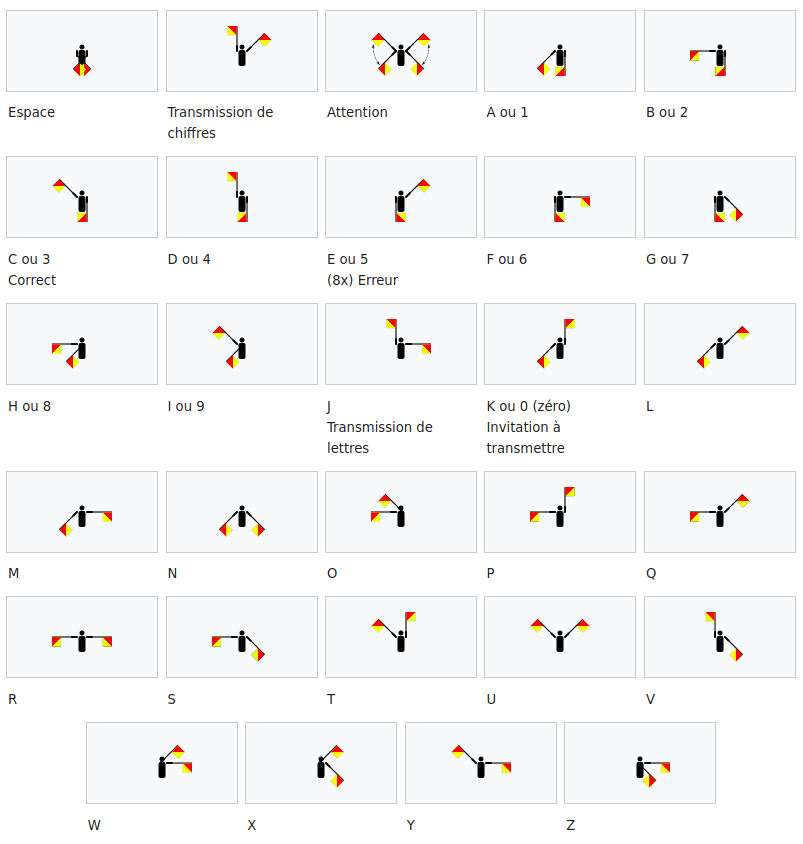 Espace
Transmission de
chiffres
Attention
A ou 1
B ou 2
C ou 3
Correct
D ou 4
E ou 5
(8x) Erreur
F ou 6
G ou 7
H ou 8
I ou 9
J
Transmission de
lettres
K ou 0 (zéro)
Invitation à
transmettre
L
M
N
O
P
Q
R
S
T
U
V
W
X
Y
Z